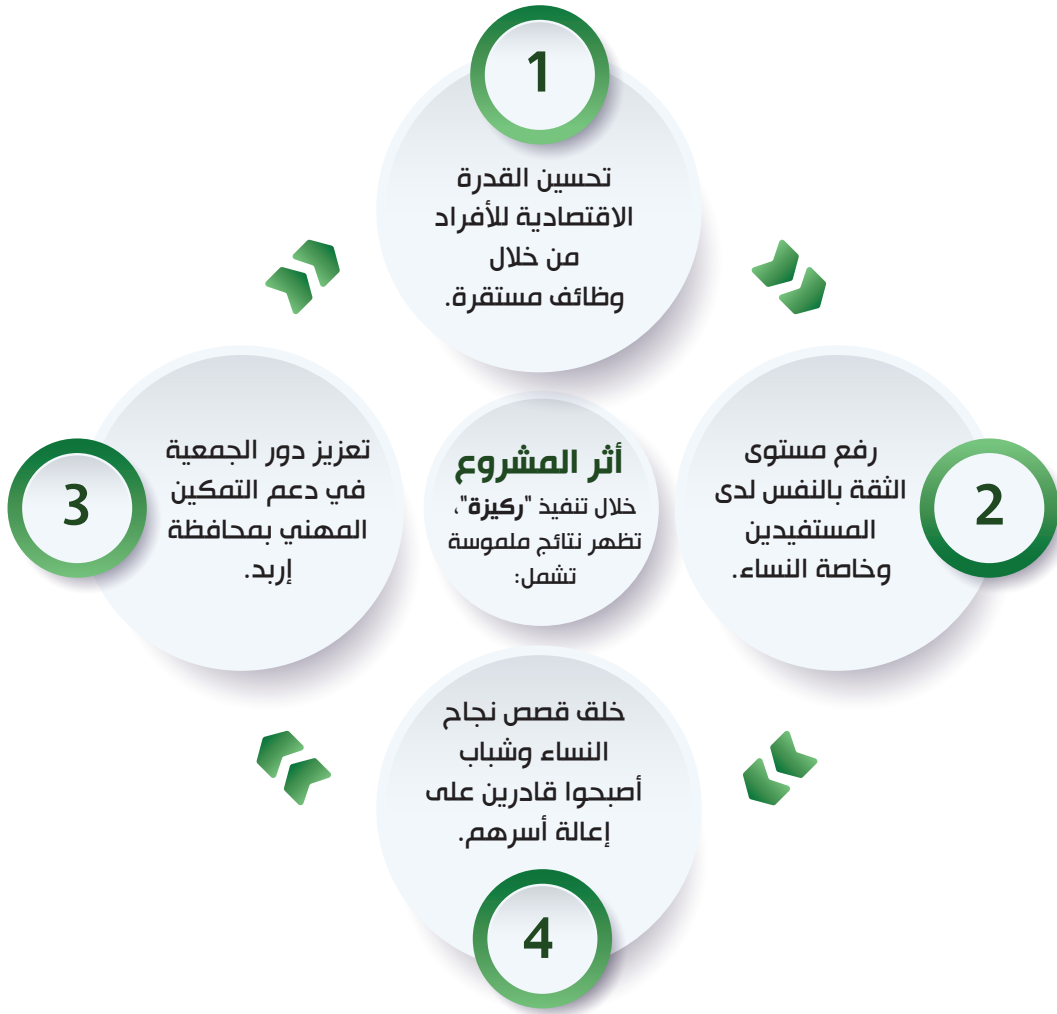 أثر المشروع
خلال تنفيذ "ركيزة"،
تظهر نتائج ملموسة
تشمل:
1
تحسين القدرة
الاقتصادية للأفراد
من خلال
وظائف مستقرة.
2
رفع مستوى
الثقة بالنفس لدى
المستفيدين
وخاصة النساء.
3
تعزيز دور الجمعية
في دعم التمكين
المهني بمحافظة
إربد.
خلق قصص نجاح
النساء وشباب
أصبحوا قادرين على
إعالة أسرهم.
4